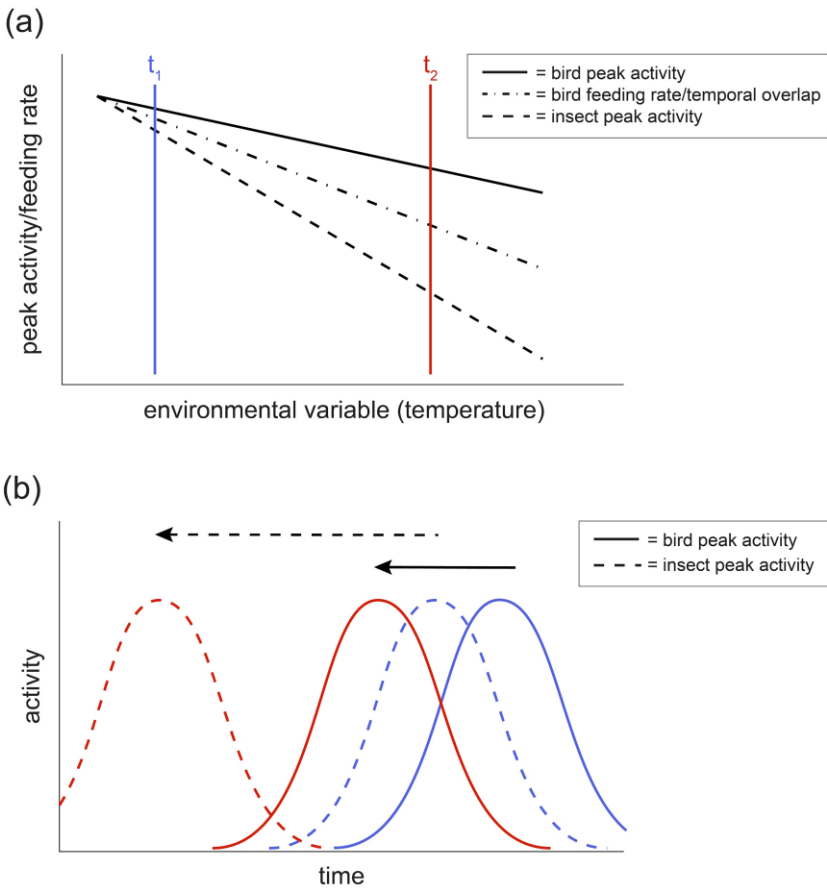 (a)
t1
t2
= bird peak activity
= bird feeding rate/temporal overlap
= insect peak activity
peak activity/feeding rate
environmental variable (temperature)
(b)
= bird peak activity
= insect peak activity
activity
time